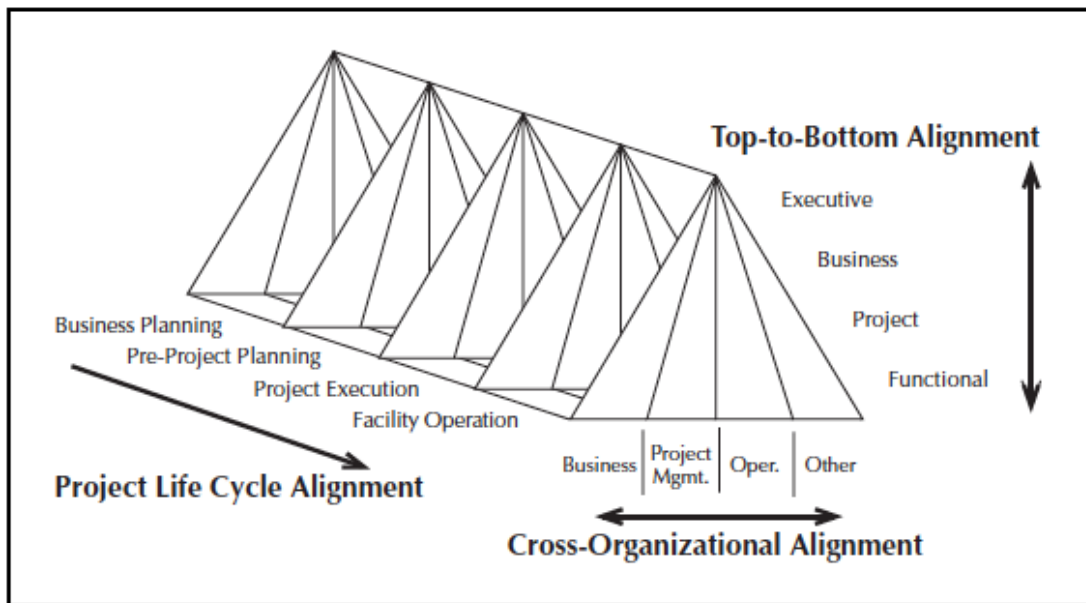 Top-to-Bottom Alignment
Executive
Business
Project
Functional
Business Planning
Pre-Project Planning
Project Execution
Facility Operation
Project Life Cycle Alignment
Business
Project
Mgmt.
Oper.
Other
Cross-Organizational Alignment